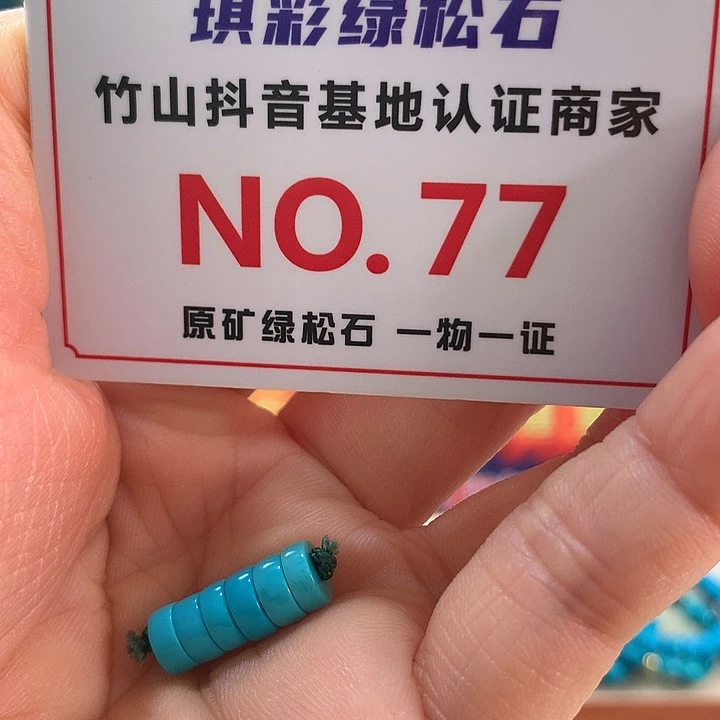 琪彩绿松石
竹山抖音基地认证商家
NO.77
原矿绿松石 一物一证